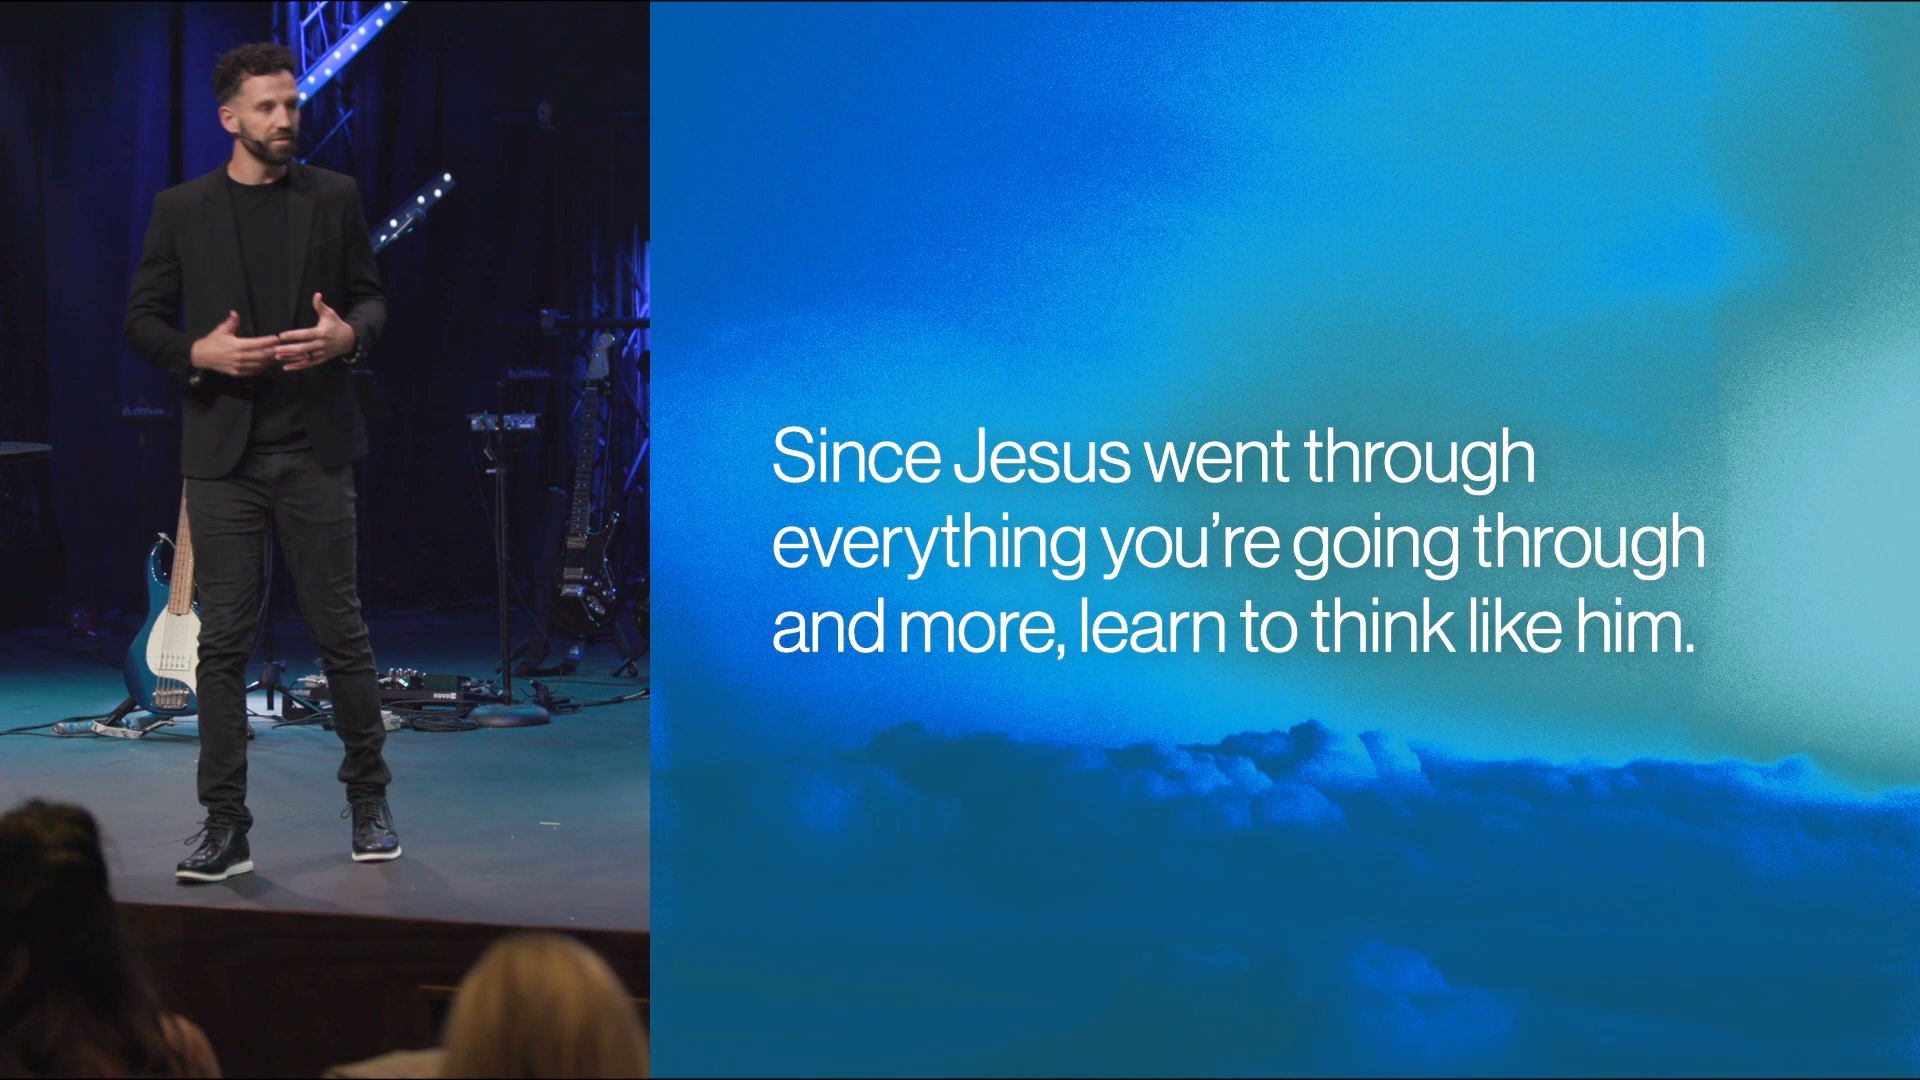 Since Jesus went through
everything you’re going through
and more, learn to think like him.